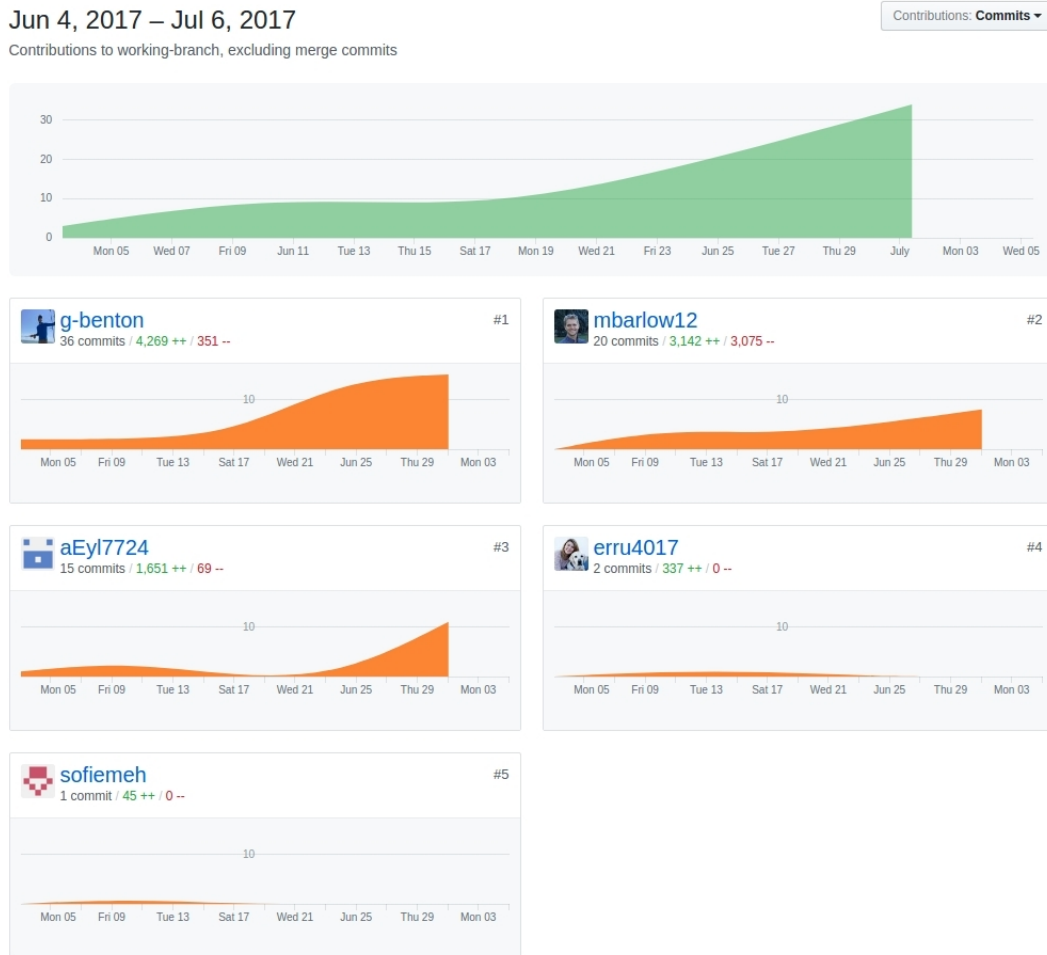 Jun 4, 2017 – Jul 6, 2017
Contributions: Commits
Contributions to working-branch, excluding merge commits
30
20
10
0
Mon 05 Wed 07 Fri 09 Jun 11 Tue 13 Thu 15 Sat 17 Mon 19 Wed 21 Fri 23 Jun 25 Tue 27 Thu 29 July Mon 03 Wed 05
g-benton #1
36 commits / 4,269 ++ / 351 --
10
Mon 05 Fri 09 Tue 13 Sat 17 Wed 21 Jun 25 Thu 29 Mon 03
mbarlow12 #2
20 commits / 3,142 ++ / 3,075 --
10
Mon 05 Fri 09 Tue 13 Sat 17 Wed 21 Jun 25 Thu 29 Mon 03
aEyl7724 #3
15 commits / 1,651 ++ / 69 --
10
Mon 05 Fri 09 Tue 13 Sat 17 Wed 21 Jun 25 Thu 29 Mon 03
erru4017 #4
2 commits / 337 ++ / 0 --
10
Mon 05 Fri 09 Tue 13 Sat 17 Wed 21 Jun 25 Thu 29 Mon 03
sofiemeh #5
1 commit / 45 ++ / 0 --
10
Mon 05 Fri 09 Tue 13 Sat 17 Wed 21 Jun 25 Thu 29 Mon 03